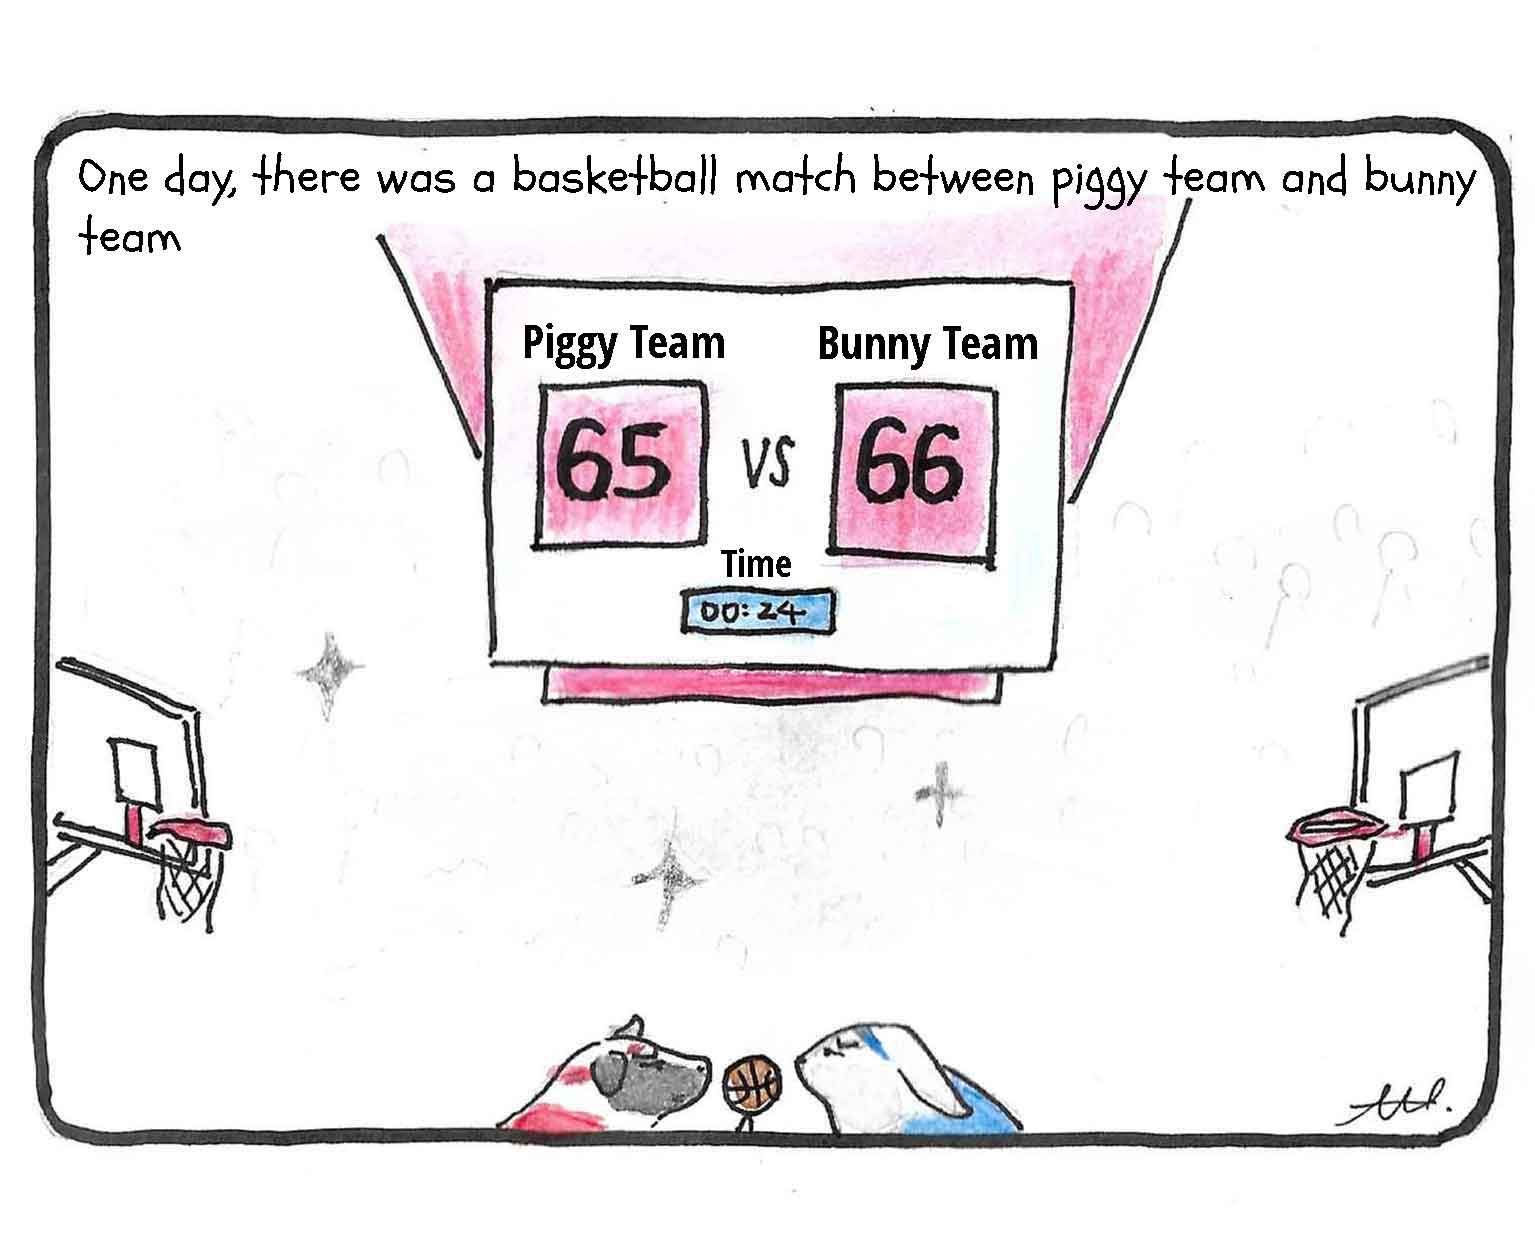 One day, there was a basketball match between piggy team and bunny
team
Piggy Team
Bunny Team
65 vs 66
Time
00:24